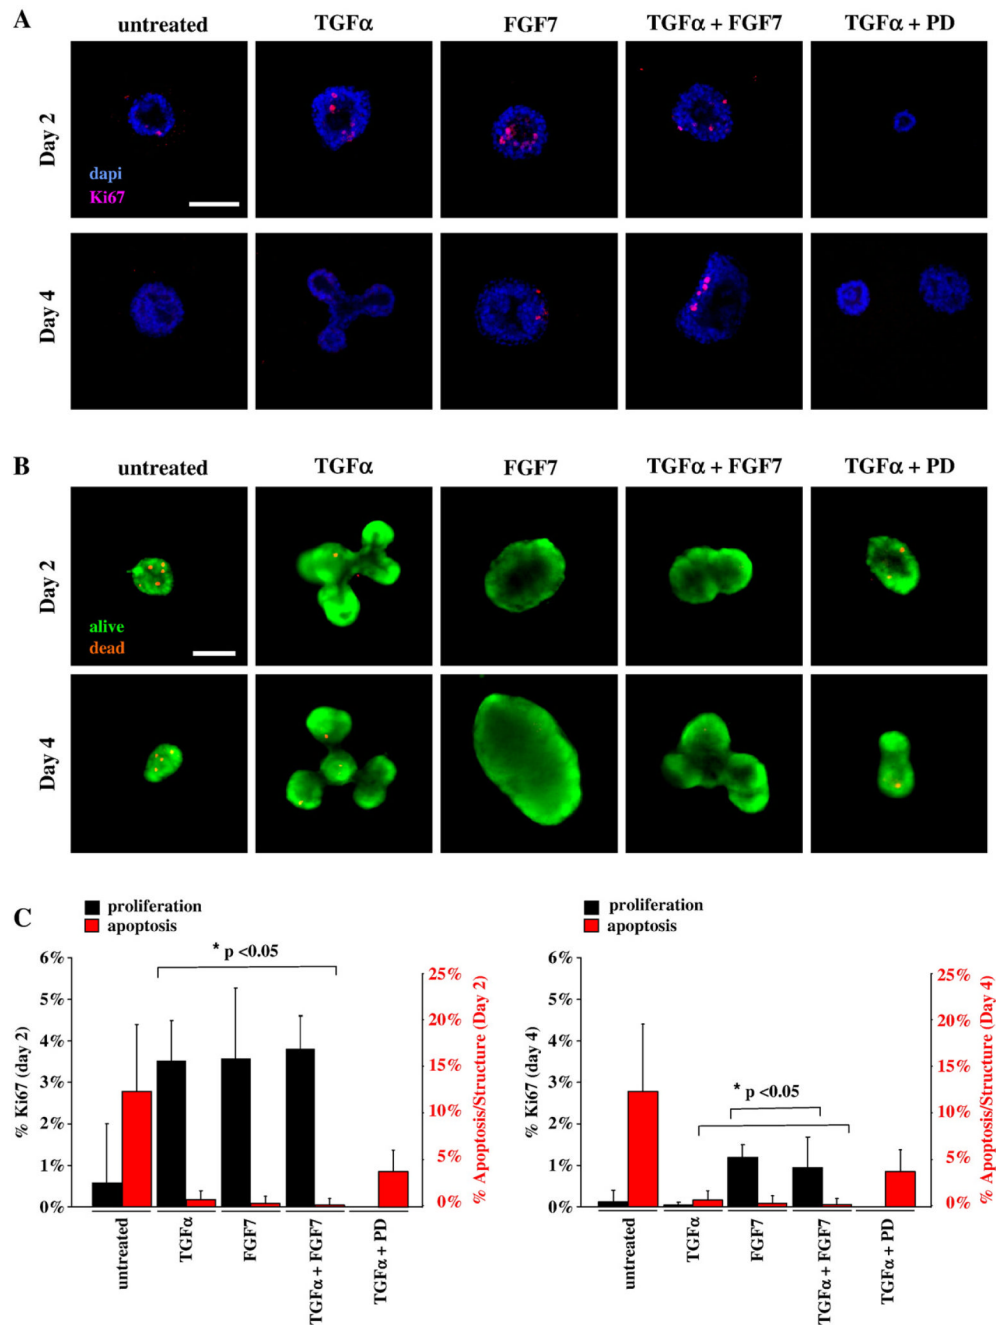 A
untreated TGFα FGF7 TGFα + FGF7 TGFα + PD
Day 2
dapi
Ki67
Day 4
B
untreated TGFα FGF7 TGFα + FGF7 TGFα + PD
Day 2
alive
dead
Day 4
C
proliferation
apoptosis
* p <0.05
6%
5%
4%
3%
2%
1%
0%
% Ki67 (day 2)
25%
20%
15%
10%
5%
0%
% Apoptosis/Structure (Day 2)
untreated
TGFα
FGF7
TGFα + FGF7
TGFα + PD
proliferation
apoptosis
* p <0.05
6%
5%
4%
3%
2%
1%
0%
% Ki67 (day 4)
25%
20%
15%
10%
5%
0%
% Apoptosis/Structure (Day 4)
untreated
TGFα
FGF7
TGFα + FGF7
TGFα + PD